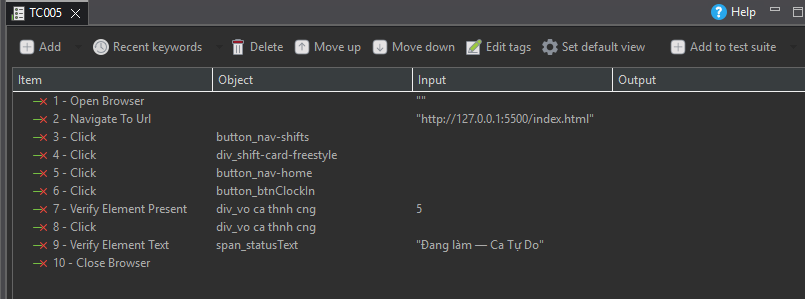 TC005
Help
Add Recent keywords Delete Move up Move down Edit tags Set default view Add to test suite
Item Object Input Output
1 - Open Browser ""
2 - Navigate To Url "http://127.0.0.1:5500/index.html"
3 - Click button_nav-shifts
4 - Click div_shift-card-freestyle
5 - Click button_nav-home
6 - Click button_btnClockIn
7 - Verify Element Present div_vo ca thnh cng 5
8 - Click div_vo ca thnh cng
9 - Verify Element Text span_statusText "Đang làm — Ca Tự Do"
10 - Close Browser